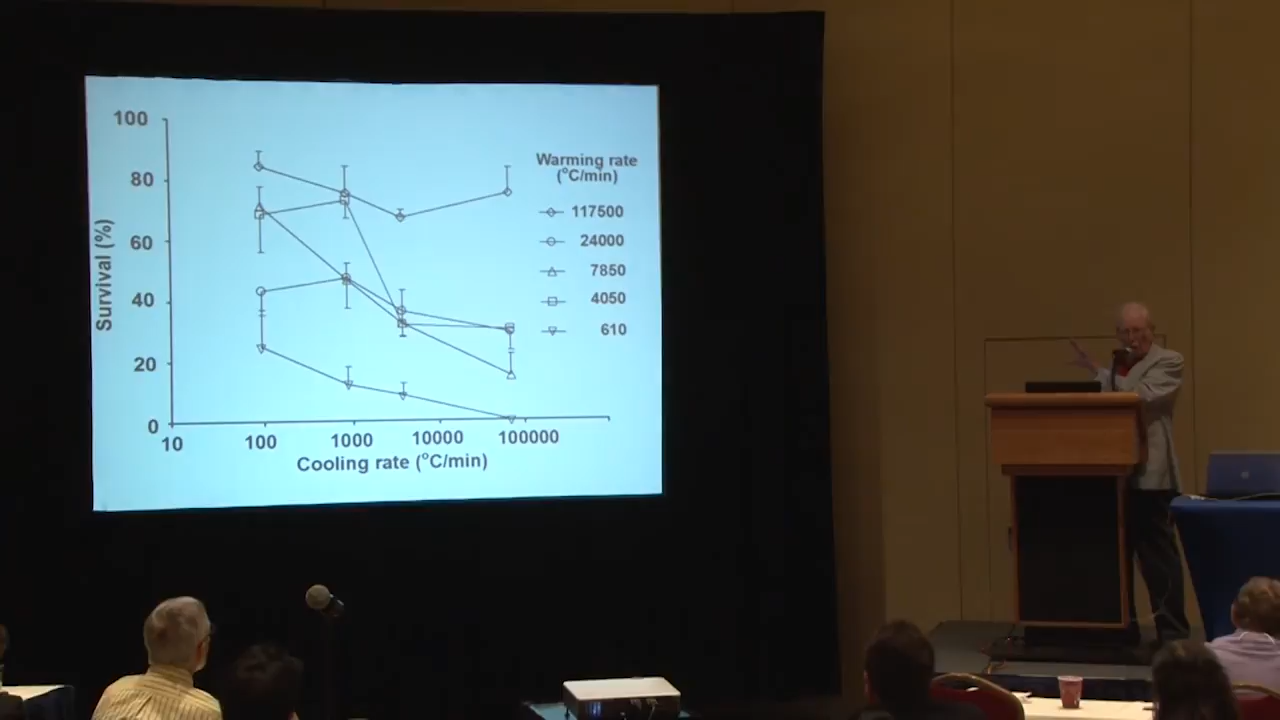 100
80
60
40
20
0
Survival (%)
10 100 1000 10000 100000
Cooling rate (°C/min)
Warming rate
(°C/min)
117500
24000
7850
4050
610